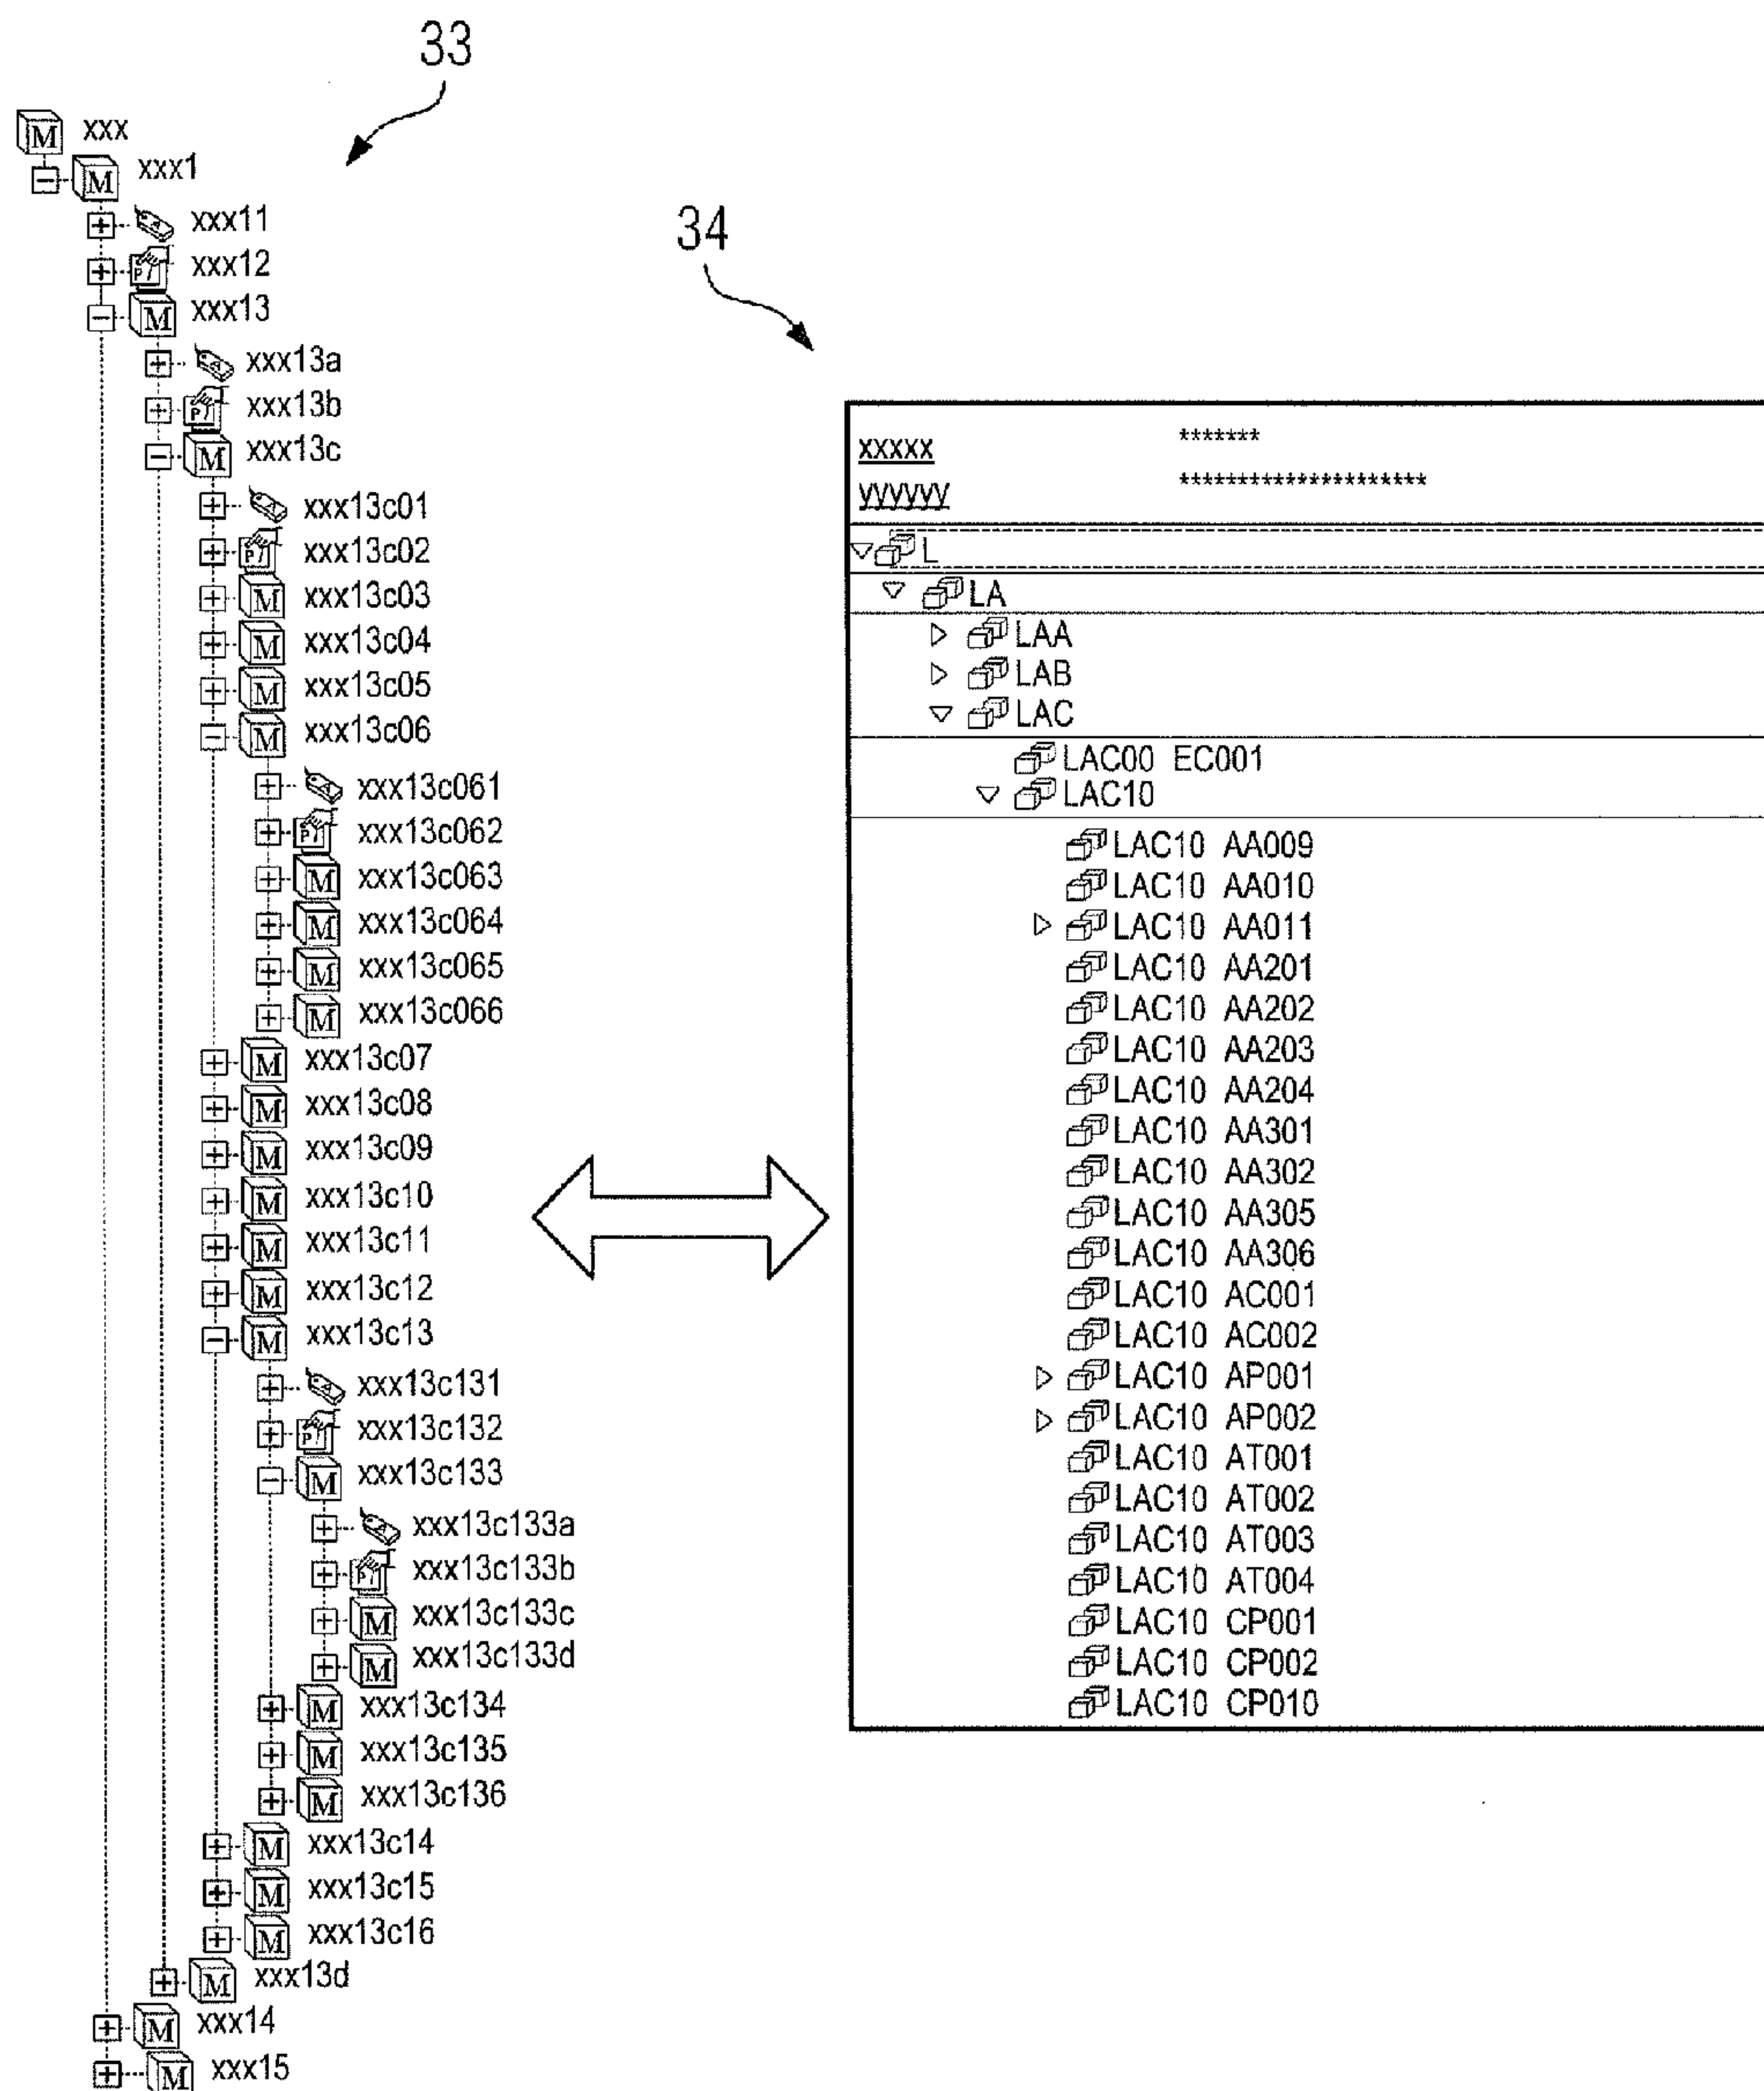 33
xxx
xxx1
xxx11
xxx12
xxx13
xxx13a
xxx13b
xxx13c
xxx13c01
xxx13c02
xxx13c03
xxx13c04
xxx13c05
xxx13c06
xxx13c061
xxx13c062
xxx13c063
xxx13c064
xxx13c065
xxx13c066
xxx13c07
xxx13c08
xxx13c09
xxx13c10
xxx13c11
xxx13c12
xxx13c13
xxx13c131
xxx13c132
xxx13c133
xxx13c133a
xxx13c133b
xxx13c133c
xxx13c133d
xxx13c134
xxx13c135
xxx13c136
xxx13c14
xxx13c15
xxx13c16
xxx13d
xxx14
xxx15
34
xxxxx *******
yyyyyy *********************
L
LA
LAA
LAB
LAC
LAC00 EC001
LAC10
LAC10 AA009
LAC10 AA010
LAC10 AA011
LAC10 AA201
LAC10 AA202
LAC10 AA203
LAC10 AA204
LAC10 AA301
LAC10 AA302
LAC10 AA305
LAC10 AA306
LAC10 AC001
LAC10 AC002
LAC10 AP001
LAC10 AP002
LAC10 AT001
LAC10 AT002
LAC10 AT003
LAC10 AT004
LAC10 CP001
LAC10 CP002
LAC10 CP010